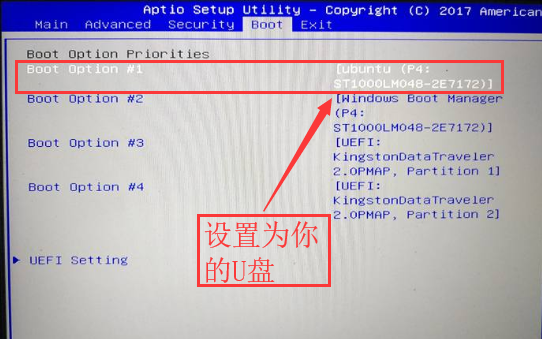 Aptio Setup Utility - Copyright (C) 2017 American
Main Advanced Security Boot Exit
Boot Option Priorities
Boot Option #1 [ubuntu (P4:
ST1000LM048-2E7172)]
Boot Option #2 [Windows Boot Manager
(P4:
ST1000LM048-2E7172)]
Boot Option #3 [UEFI:
KingstonDataTraveler
2.0PMAP, Partition 1]
Boot Option #4 [UEFI:
KingstonDataTraveler
2.0PMAP, Partition 2]
设置为你
的U盘
UEFI Setting